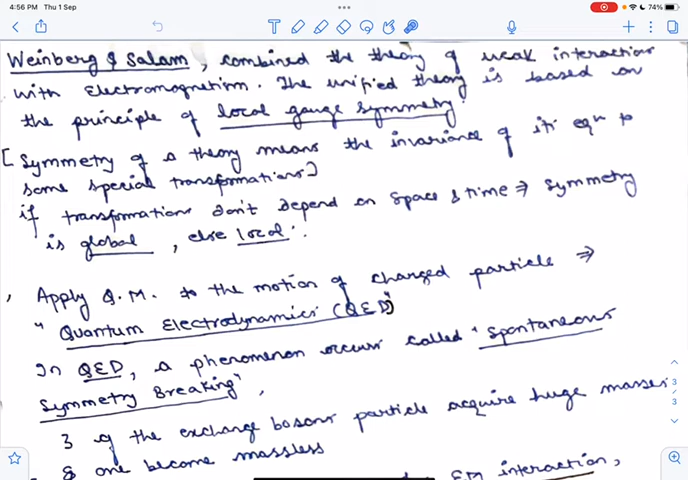 4:56 PM Thu 1 Sep
74%
Weinberg & Salam, combined the theory of weak interaction
with Electromagnetism. The unified theory is based on
the principle of local gauge symmetry.
[Symmetry of a theory means the invariance of its eqn to
some special transformations]
if transformations don't depend on space & time ⇒ symmetry
is global, else local.
, Apply Q.M. to the motion of charged particle ⇒
"Quantum Electrodynamics (QED)"
In QED, a phenomenon occurs called "Spontaneous
Symmetry Breaking",
3 of the exchange bosons particle acquire huge masses
& one become massless
EM interaction,
3
3